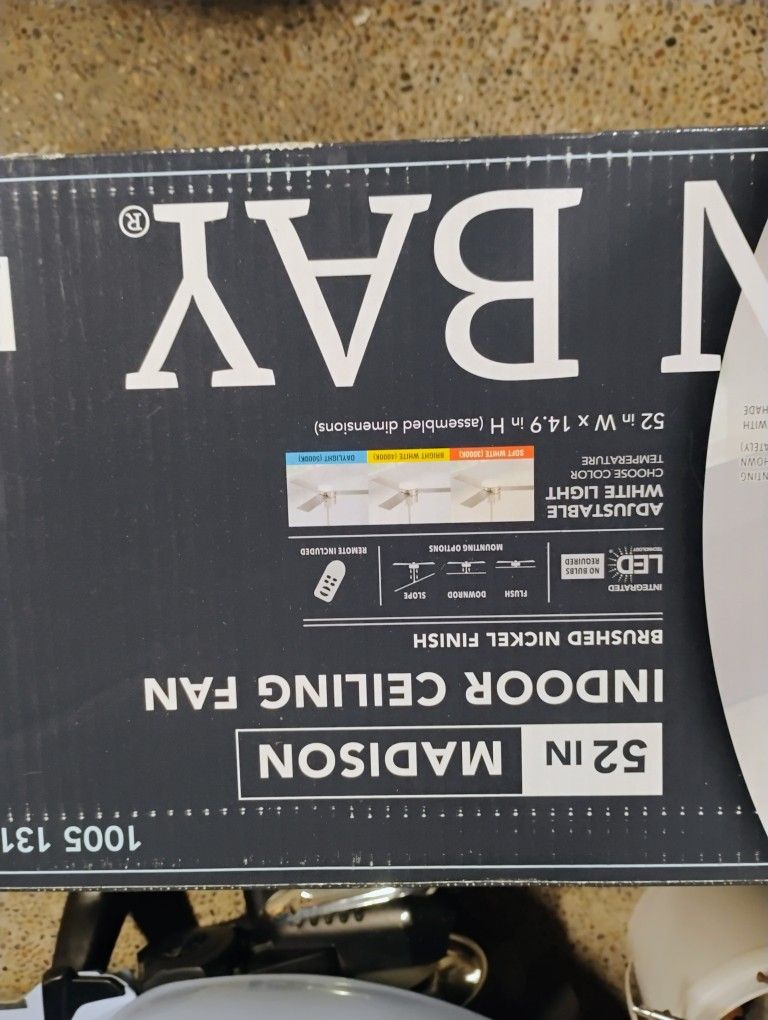 1005 131
52 IN MADISON
INDOOR CEILING FAN
BRUSHED NICKEL FINISH
INTEGRATED
LED
TECHNOLOGY
NO BULBS
REQUIRED
FLUSH DOWNROD SLOPE
MOUNTING OPTIONS
REMOTE INCLUDED
ADJUSTABLE
WHITE LIGHT
CHOOSE COLOR
TEMPERATURE
SOFT WHITE (3000K) BRIGHT WHITE (4000K) DAYLIGHT (5000K)
52 in W x 14.9 in H (assembled dimensions)
N BAY®
WITH